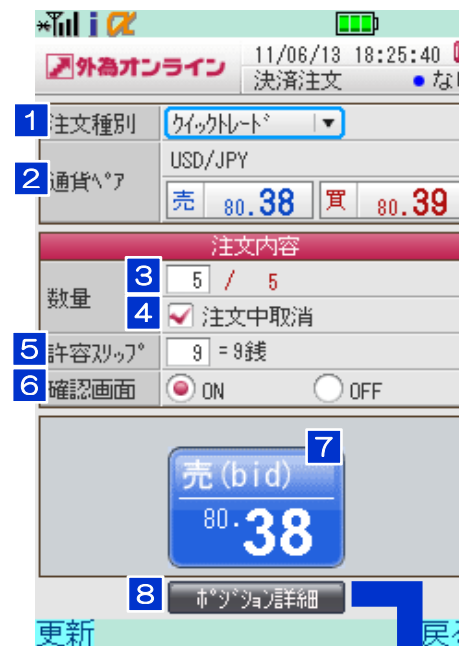 i α
外為オンライン
11/06/13 18:25:40
決済注文 ●な
1 注文種別 クイックトレード ▼
2 通貨ペア USD/JPY
売 80.38 買 80.39
注文内容
3 5 / 5
数量
4 注文中取消
5 許容スリップ 9 =9銭
6 確認画面 ON OFF
7
売(bid)
80.38
8 ポジション詳細
更新 戻